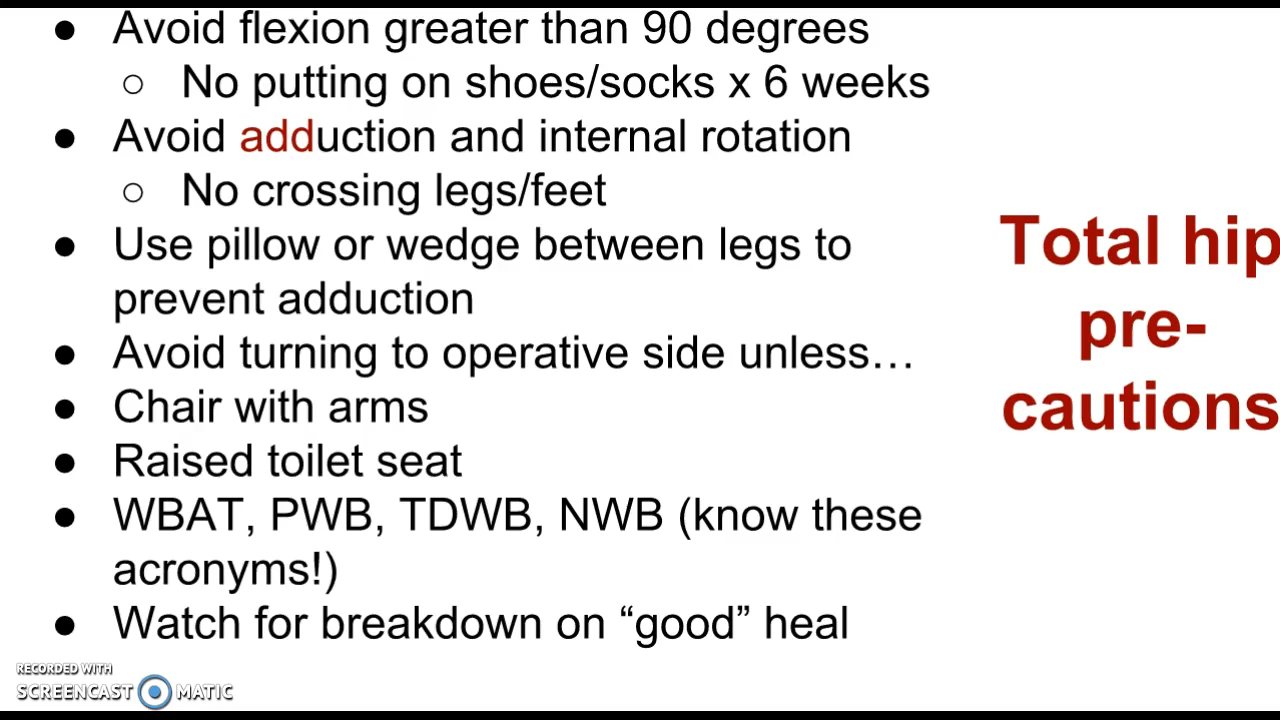 ● Avoid flexion greater than 90 degrees
○ No putting on shoes/socks x 6 weeks
● Avoid adduction and internal rotation
○ No crossing legs/feet
● Use pillow or wedge between legs to
prevent adduction
● Avoid turning to operative side unless…
● Chair with arms
● Raised toilet seat
● WBAT, PWB, TDWB, NWB (know these
acronyms!)
● Watch for breakdown on “good” heal
Total hip
pre-
cautions
RECORDED WITH
SCREENCAST MATIC